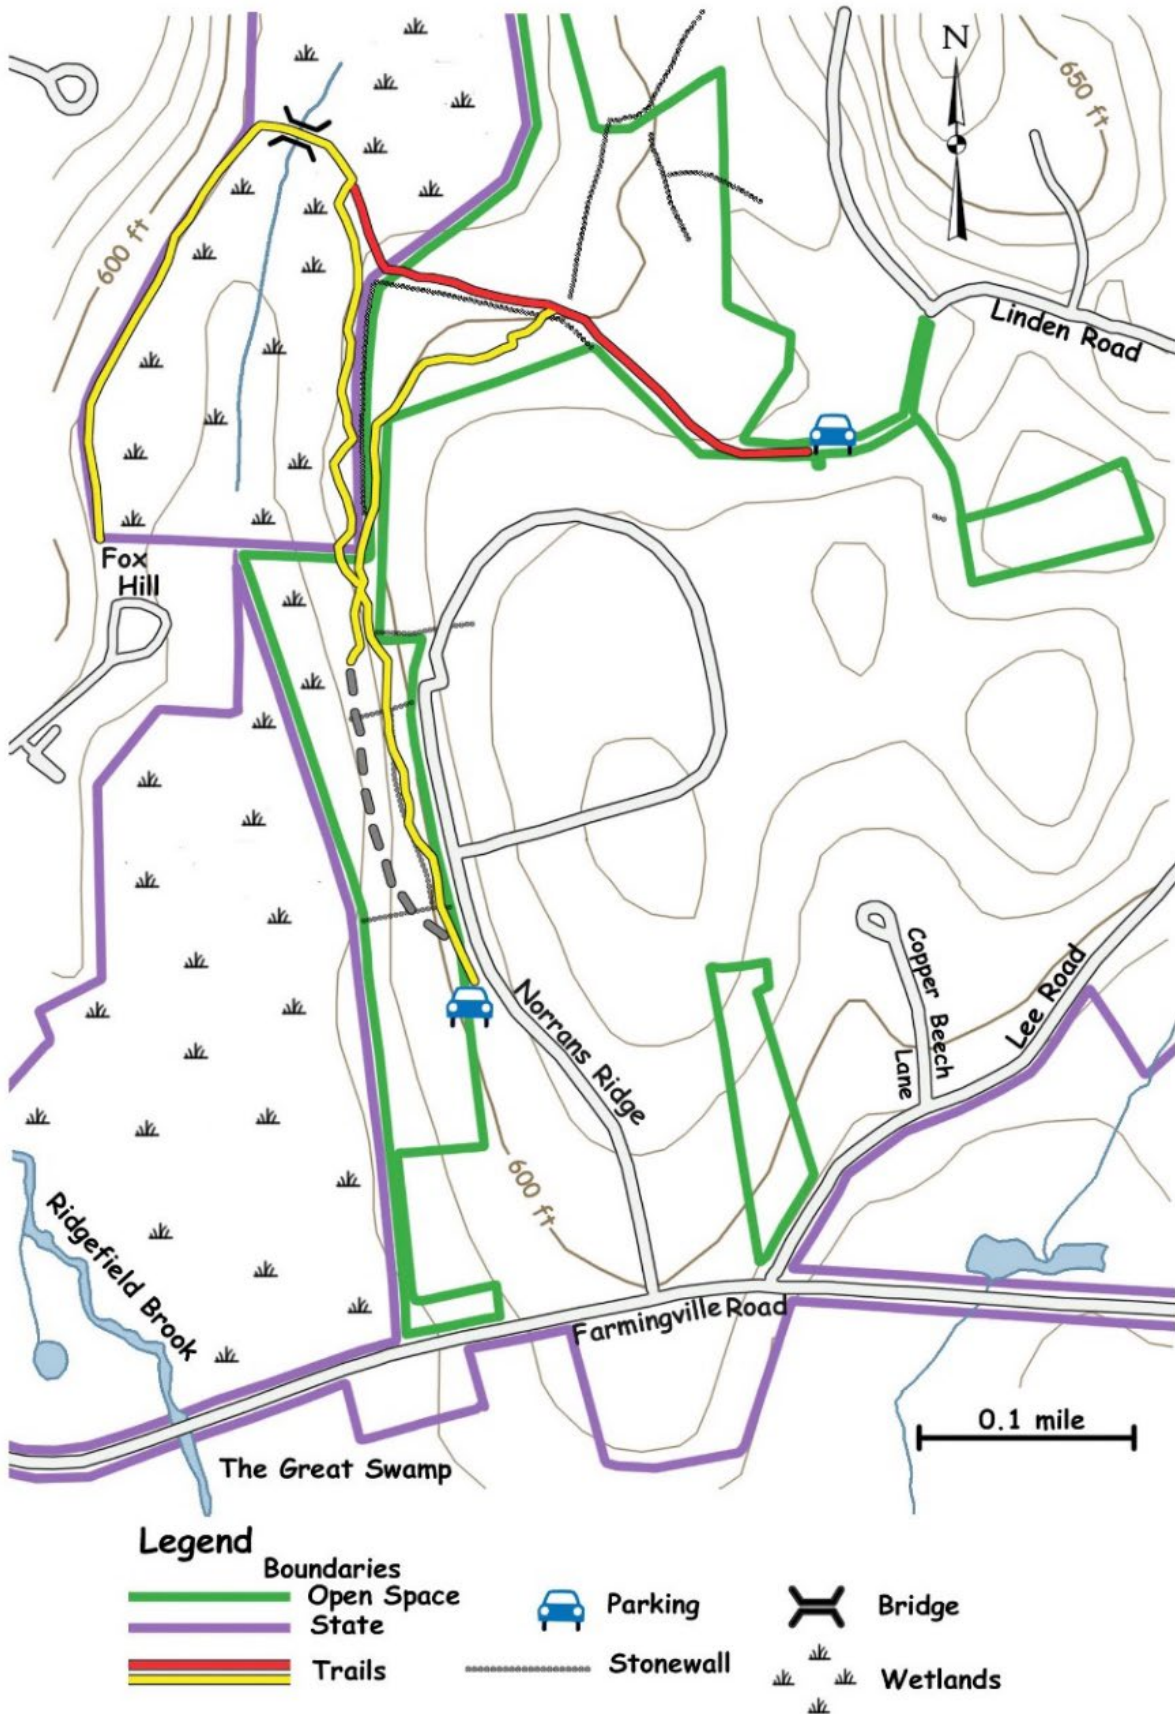 N
650 ft
600 ft
Linden Road
Fox
Hill
Copper Beech
Lane
Lee Road
Norrans Ridge
600 ft
Ridgefield Brook
Farmingville Road
0.1 mile
The Great Swamp
Legend
Boundaries
Open Space
State
Trails
Parking
Stonewall
Bridge
Wetlands